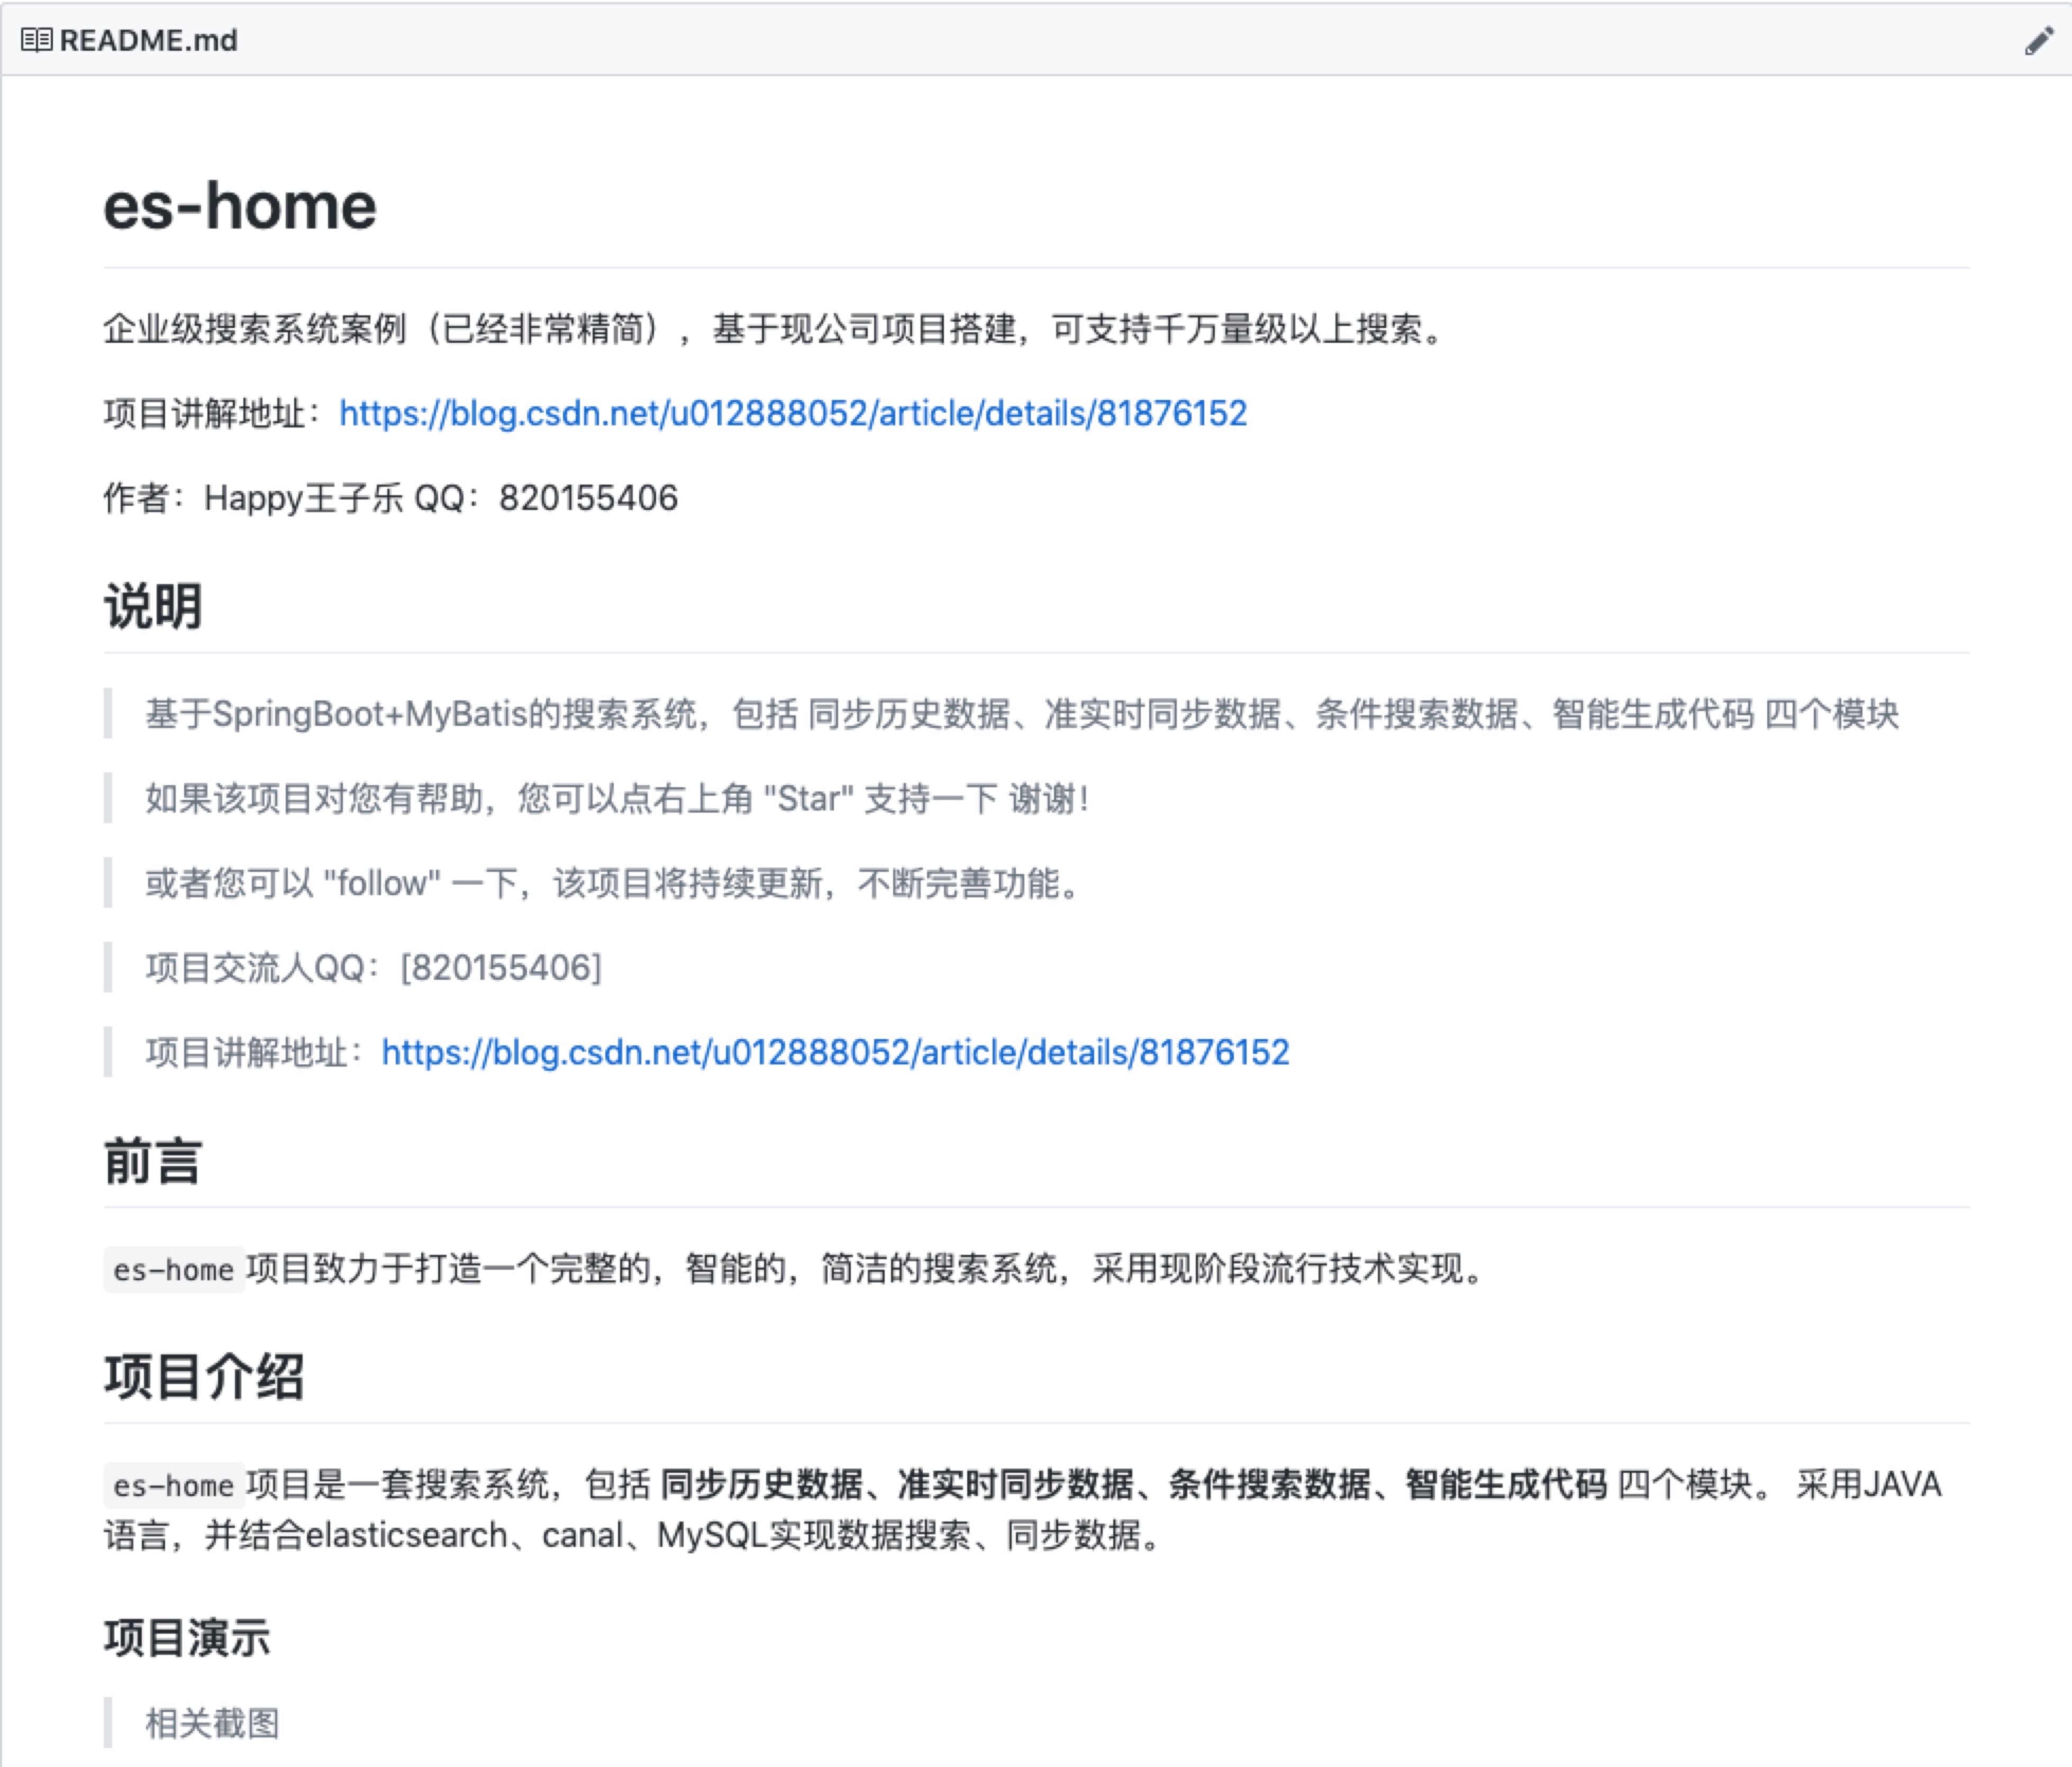 README.md
es-home
企业级搜索系统案例（已经非常精简），基于现公司项目搭建，可支持千万量级以上搜索。
项目讲解地址：https://blog.csdn.net/u012888052/article/details/81876152
作者：Happy王子乐 QQ：820155406
说明
基于SpringBoot+MyBatis的搜索系统，包括 同步历史数据、准实时同步数据、条件搜索数据、智能生成代码 四个模块
如果该项目对您有帮助，您可以点右上角 "Star" 支持一下 谢谢！
或者您可以 "follow" 一下，该项目将持续更新，不断完善功能。
项目交流人QQ：[820155406]
项目讲解地址：https://blog.csdn.net/u012888052/article/details/81876152
前言
es-home项目致力于打造一个完整的，智能的，简洁的搜索系统，采用现阶段流行技术实现。
项目介绍
es-home项目是一套搜索系统，包括 同步历史数据、准实时同步数据、条件搜索数据、智能生成代码 四个模块。 采用JAVA
语言，并结合elasticsearch、canal、MySQL实现数据搜索、同步数据。
项目演示
相关截图